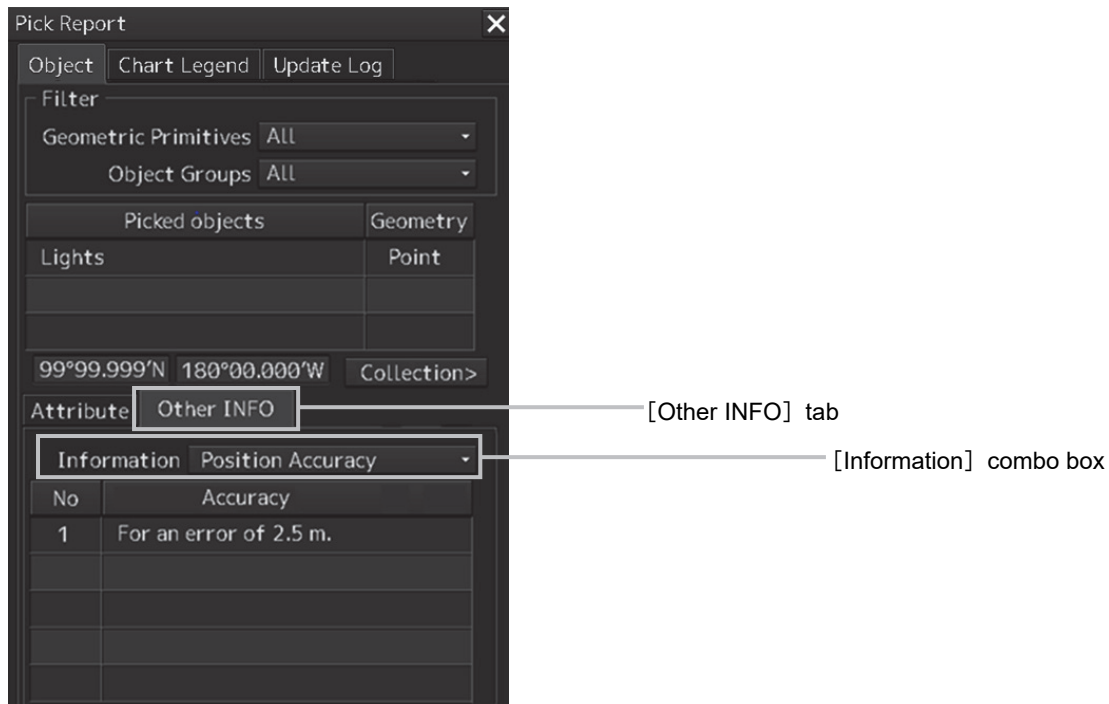 Pick Report
Object Chart Legend Update Log
Filter
Geometric Primitives All
Object Groups All
Picked objects Geometry
Lights Point
99°99.999′N 180°00.000′W Collection>
Attribute Other INFO
[Other INFO] tab
Information Position Accuracy
[Information] combo box
No Accuracy
1 For an error of 2.5 m.